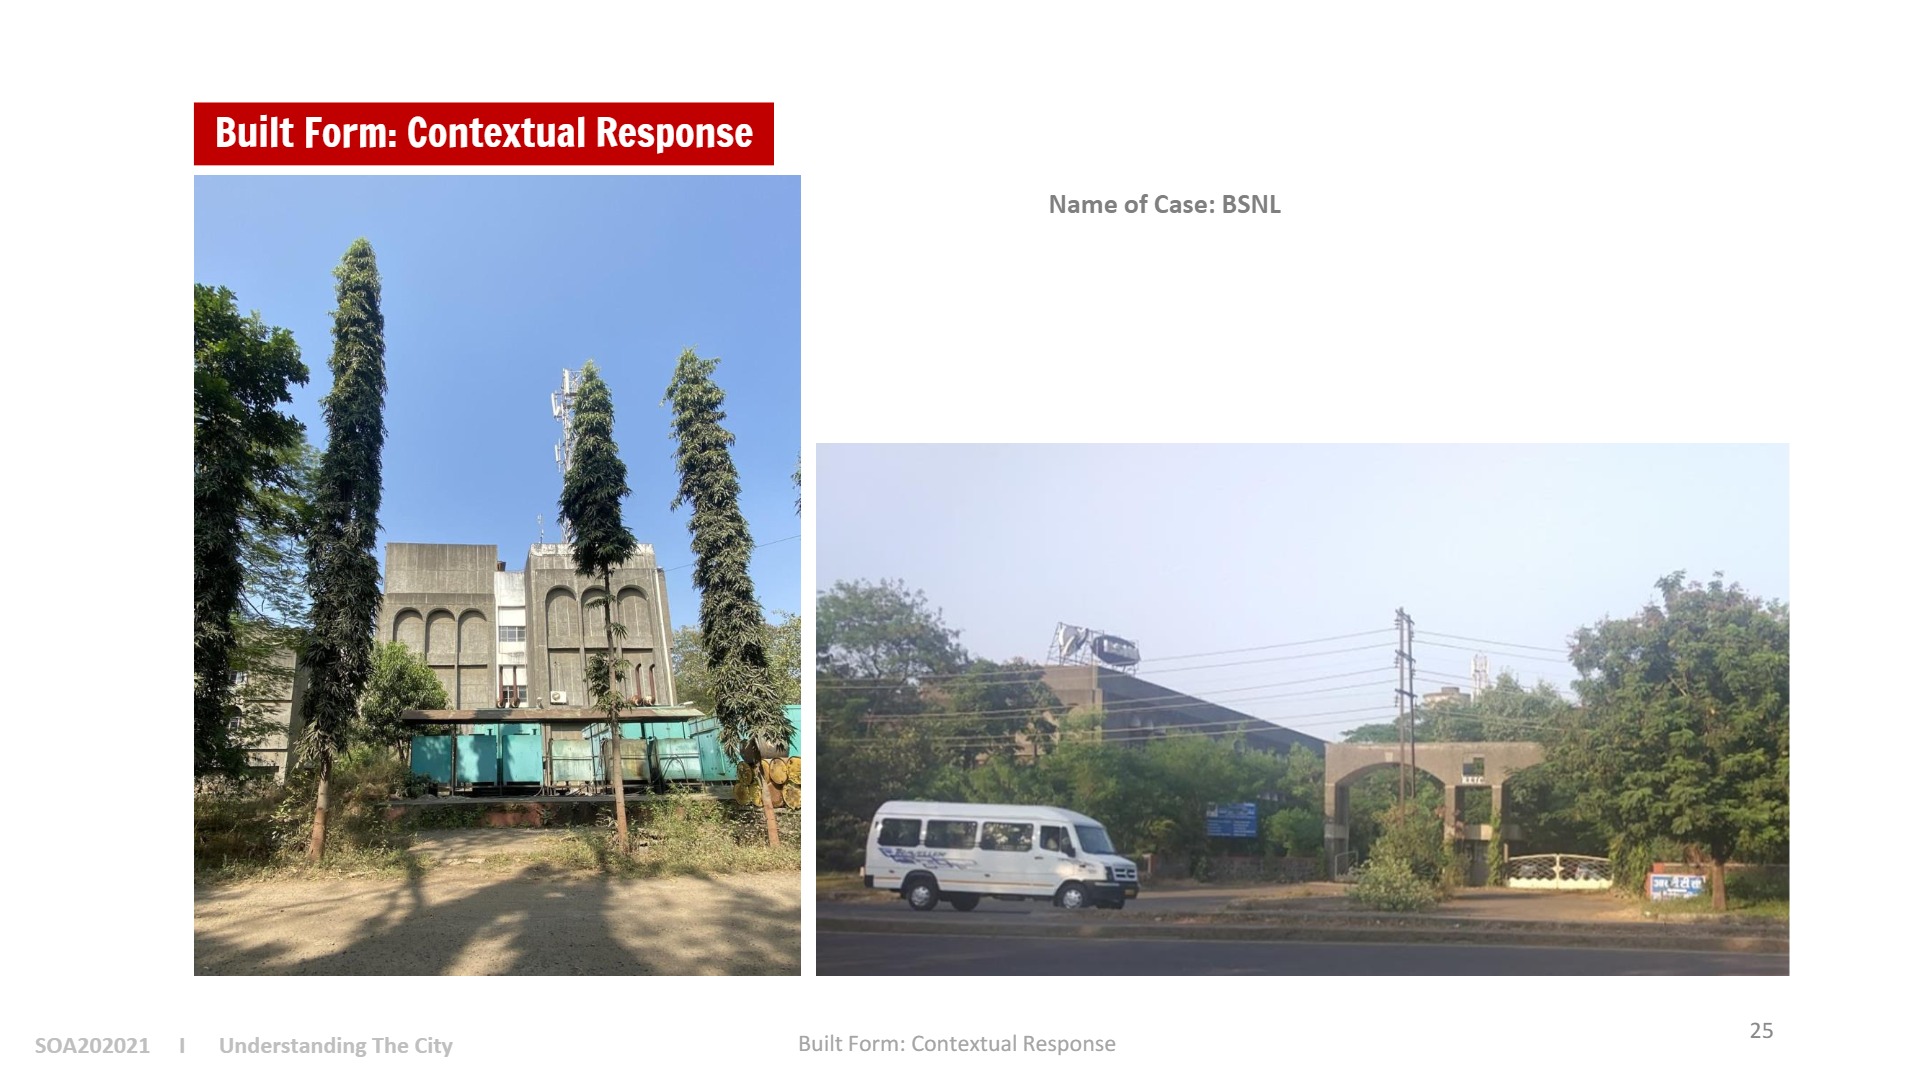 Built Form: Contextual Response
Name of Case: BSNL
SOA202021 I Understanding The City
Built Form: Contextual Response
25